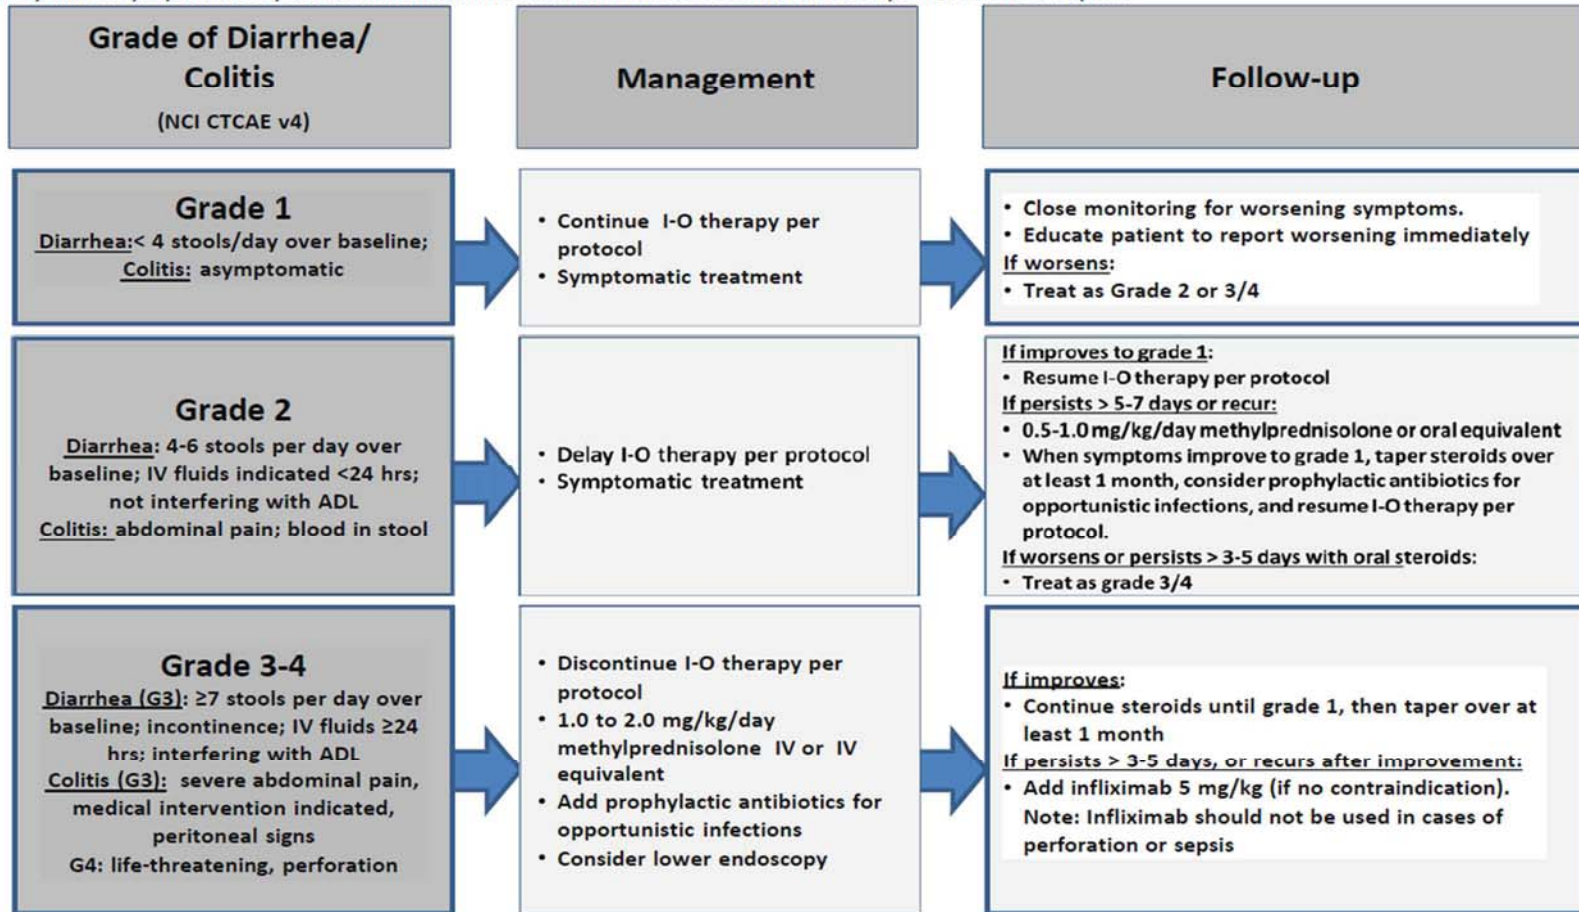 Grade of Diarrhea/
Colitis
(NCI CTCAE v4)
Management
Follow-up
Grade 1
Diarrhea:< 4 stools/day over baseline;
Colitis: asymptomatic
• Continue I-O therapy per
protocol
• Symptomatic treatment
• Close monitoring for worsening symptoms.
• Educate patient to report worsening immediately
If worsens:
• Treat as Grade 2 or 3/4
Grade 2
Diarrhea: 4-6 stools per day over
baseline; IV fluids indicated <24 hrs;
not interfering with ADL
Colitis: abdominal pain; blood in stool
• Delay I-O therapy per protocol
• Symptomatic treatment
If improves to grade 1:
• Resume I-O therapy per protocol
If persists > 5-7 days or recur:
• 0.5-1.0 mg/kg/day methylprednisolone or oral equivalent
• When symptoms improve to grade 1, taper steroids over
at least 1 month, consider prophylactic antibiotics for
opportunistic infections, and resume I-O therapy per
protocol.
If worsens or persists > 3-5 days with oral steroids:
• Treat as grade 3/4
Grade 3-4
Diarrhea (G3): ≥7 stools per day over
baseline; incontinence; IV fluids ≥24
hrs; interfering with ADL
Colitis (G3): severe abdominal pain,
medical intervention indicated,
peritoneal signs
G4: life-threatening, perforation
• Discontinue I-O therapy per
protocol
• 1.0 to 2.0 mg/kg/day
methylprednisolone IV or IV
equivalent
• Add prophylactic antibiotics for
opportunistic infections
• Consider lower endoscopy
If improves:
• Continue steroids until grade 1, then taper over at
least 1 month
If persists > 3-5 days, or recurs after improvement:
• Add infliximab 5 mg/kg (if no contraindication).
Note: Infliximab should not be used in cases of
perforation or sepsis